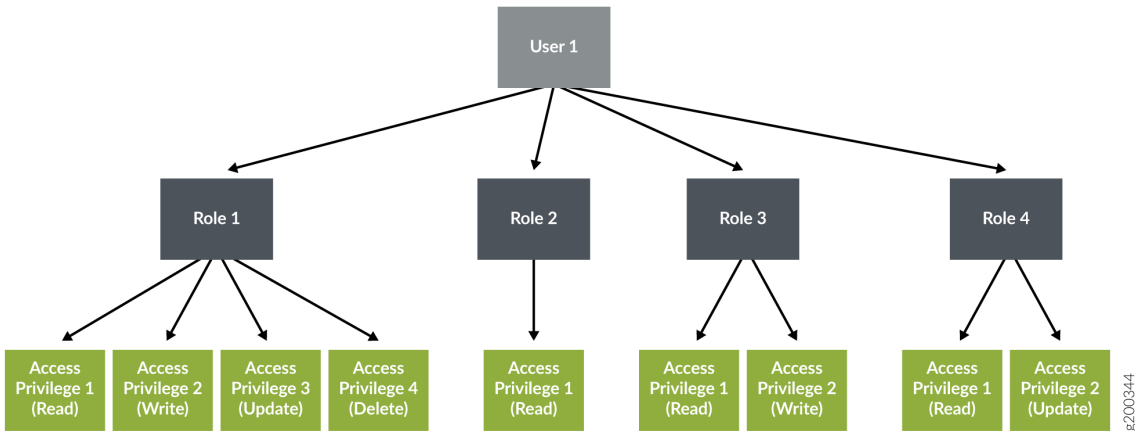 User 1
Role 1
Role 2
Role 3
Role 4
Access
Privilege 1
(Read)
Access
Privilege 2
(Write)
Access
Privilege 3
(Update)
Access
Privilege 4
(Delete)
Access
Privilege 1
(Read)
Access
Privilege 1
(Read)
Access
Privilege 2
(Write)
Access
Privilege 1
(Read)
Access
Privilege 2
(Update)
g200344